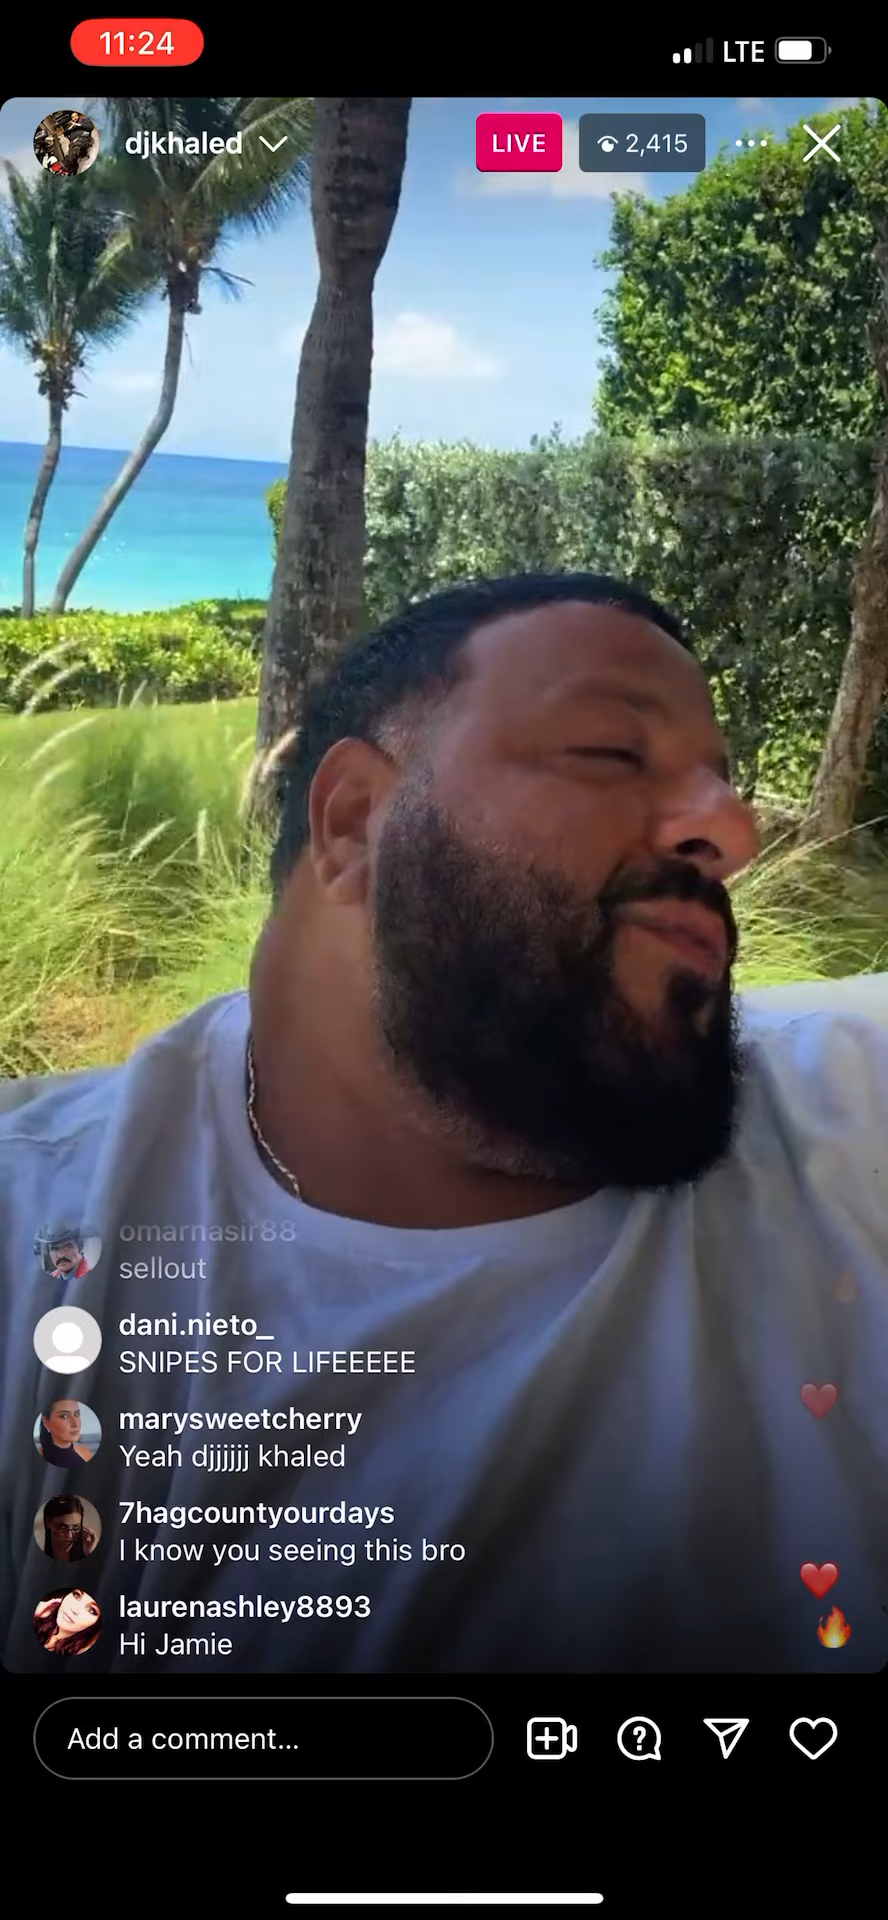 11:24
LTE
djkhaled
LIVE
2,415
omarnasir88
sellout
dani.nieto_
SNIPES FOR LIFEEEEE
marysweetcherry
Yeah djjjjjj khaled
7hagcountyourdays
I know you seeing this bro
laurenashley8893
Hi Jamie
Add a comment...